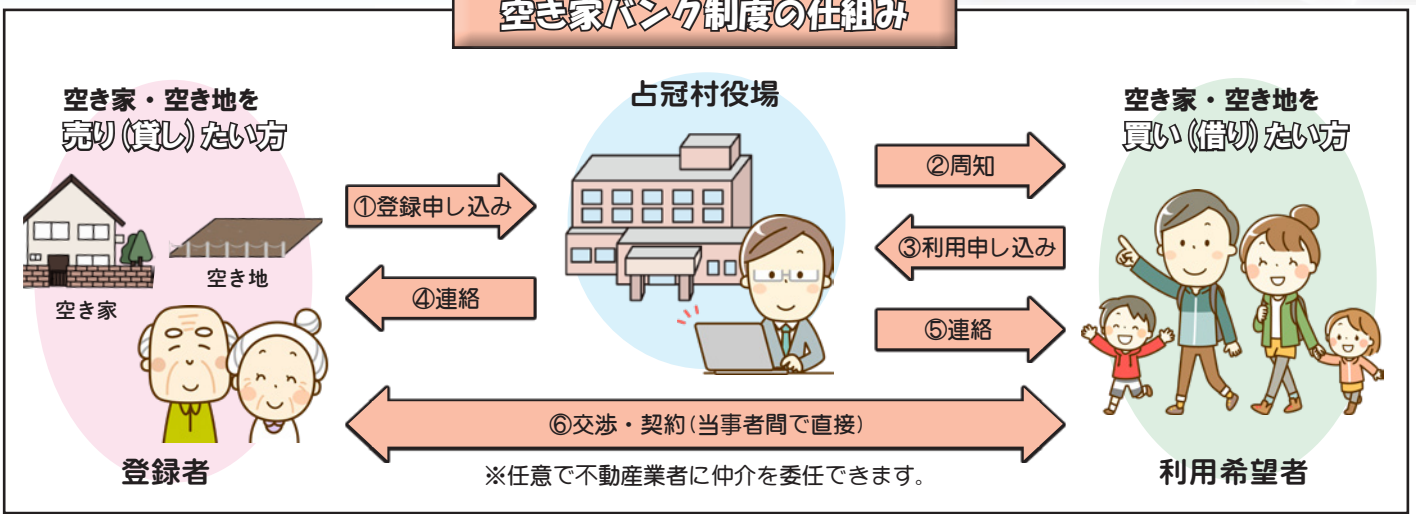 空き家バンク制度の仕組み
空き家・空き地を
売り(貸し)たい方
空き家
空き地
登録者
①登録申し込み
④連絡
占冠村役場
②周知
③利用申し込み
⑤連絡
空き家・空き地を
買い(借り)たい方
利用希望者
⑥交渉・契約(当事者間で直接)
※任意で不動産業者に仲介を委任できます。